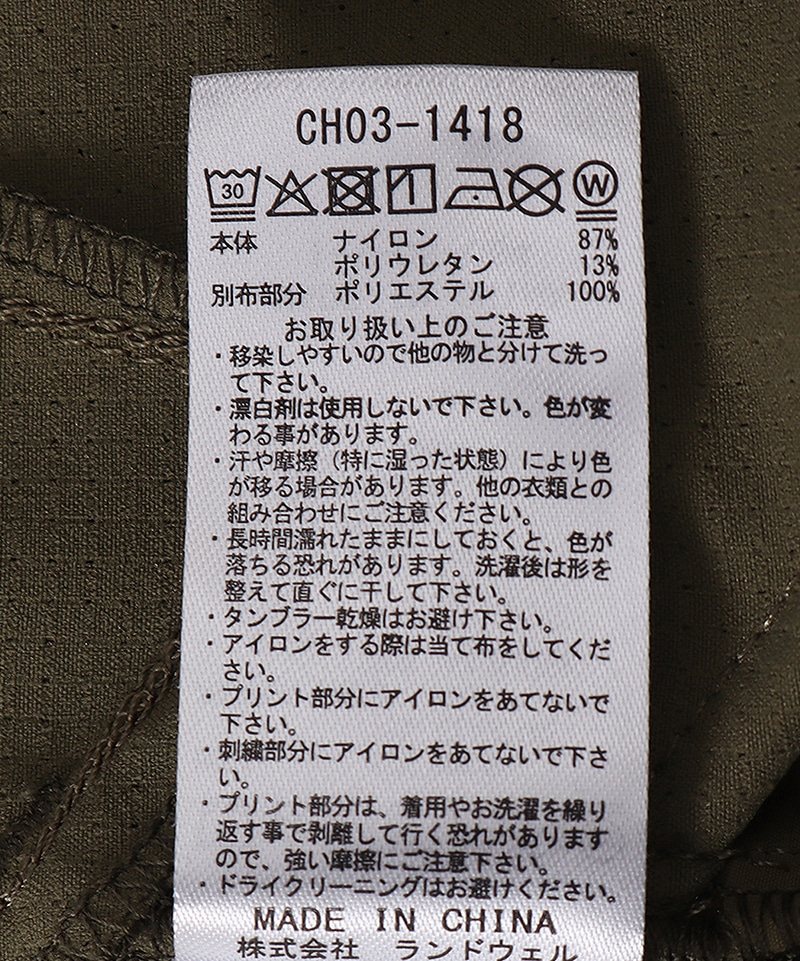 CH03-1418
30 W
本体 ナイロン 87%
ポリウレタン 13%
別布部分 ポリエステル 100%
お取り扱い上のご注意
・移染しやすいので他の物と分けて洗っ
て下さい。
・漂白剤は使用しないで下さい。色が変
わる事があります。
・汗や摩擦（特に湿った状態）により色
が移る場合があります。他の衣類との
組み合わせにご注意ください。
・長時間濡れたままにしておくと、色が
落ちる恐れがあります。洗濯後は形を
整えて直ぐに干して下さい。
・タンブラー乾燥はお避け下さい。
・アイロンをする際は当て布をしてくだ
さい。
・プリント部分にアイロンをあてないで
下さい。
・刺繍部分にアイロンをあてないで下さ
い。
・プリント部分は、着用やお洗濯を繰り
返す事で剥離して行く恐れがあります
ので、強い摩擦にご注意下さい。
・ドライクリーニングはお避けください。
MADE IN CHINA
株式会社 ランドウェル